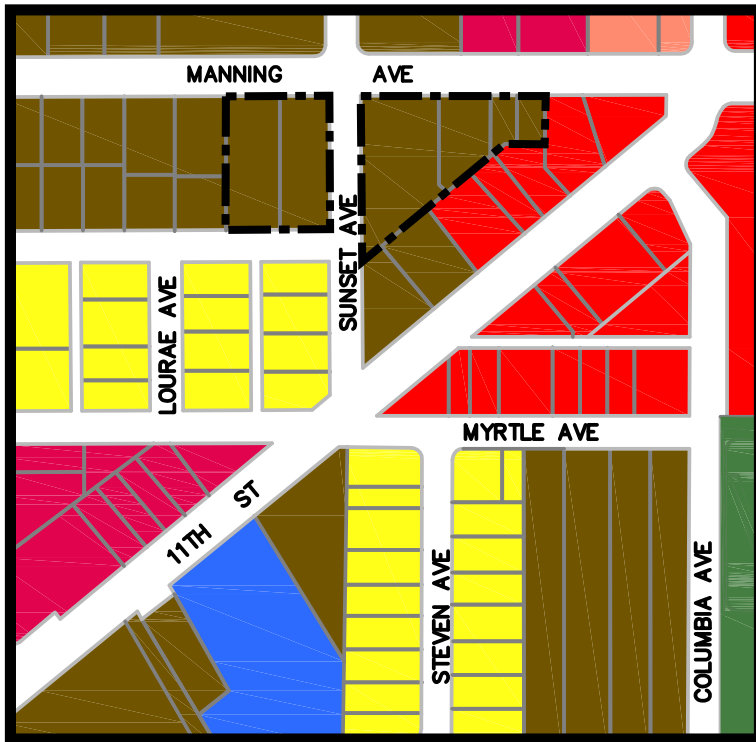 MANNING AVE
SUNSET AVE
LOURAE AVE
MYRTLE AVE
11TH ST
STEVEN AVE
COLUMBIA AVE